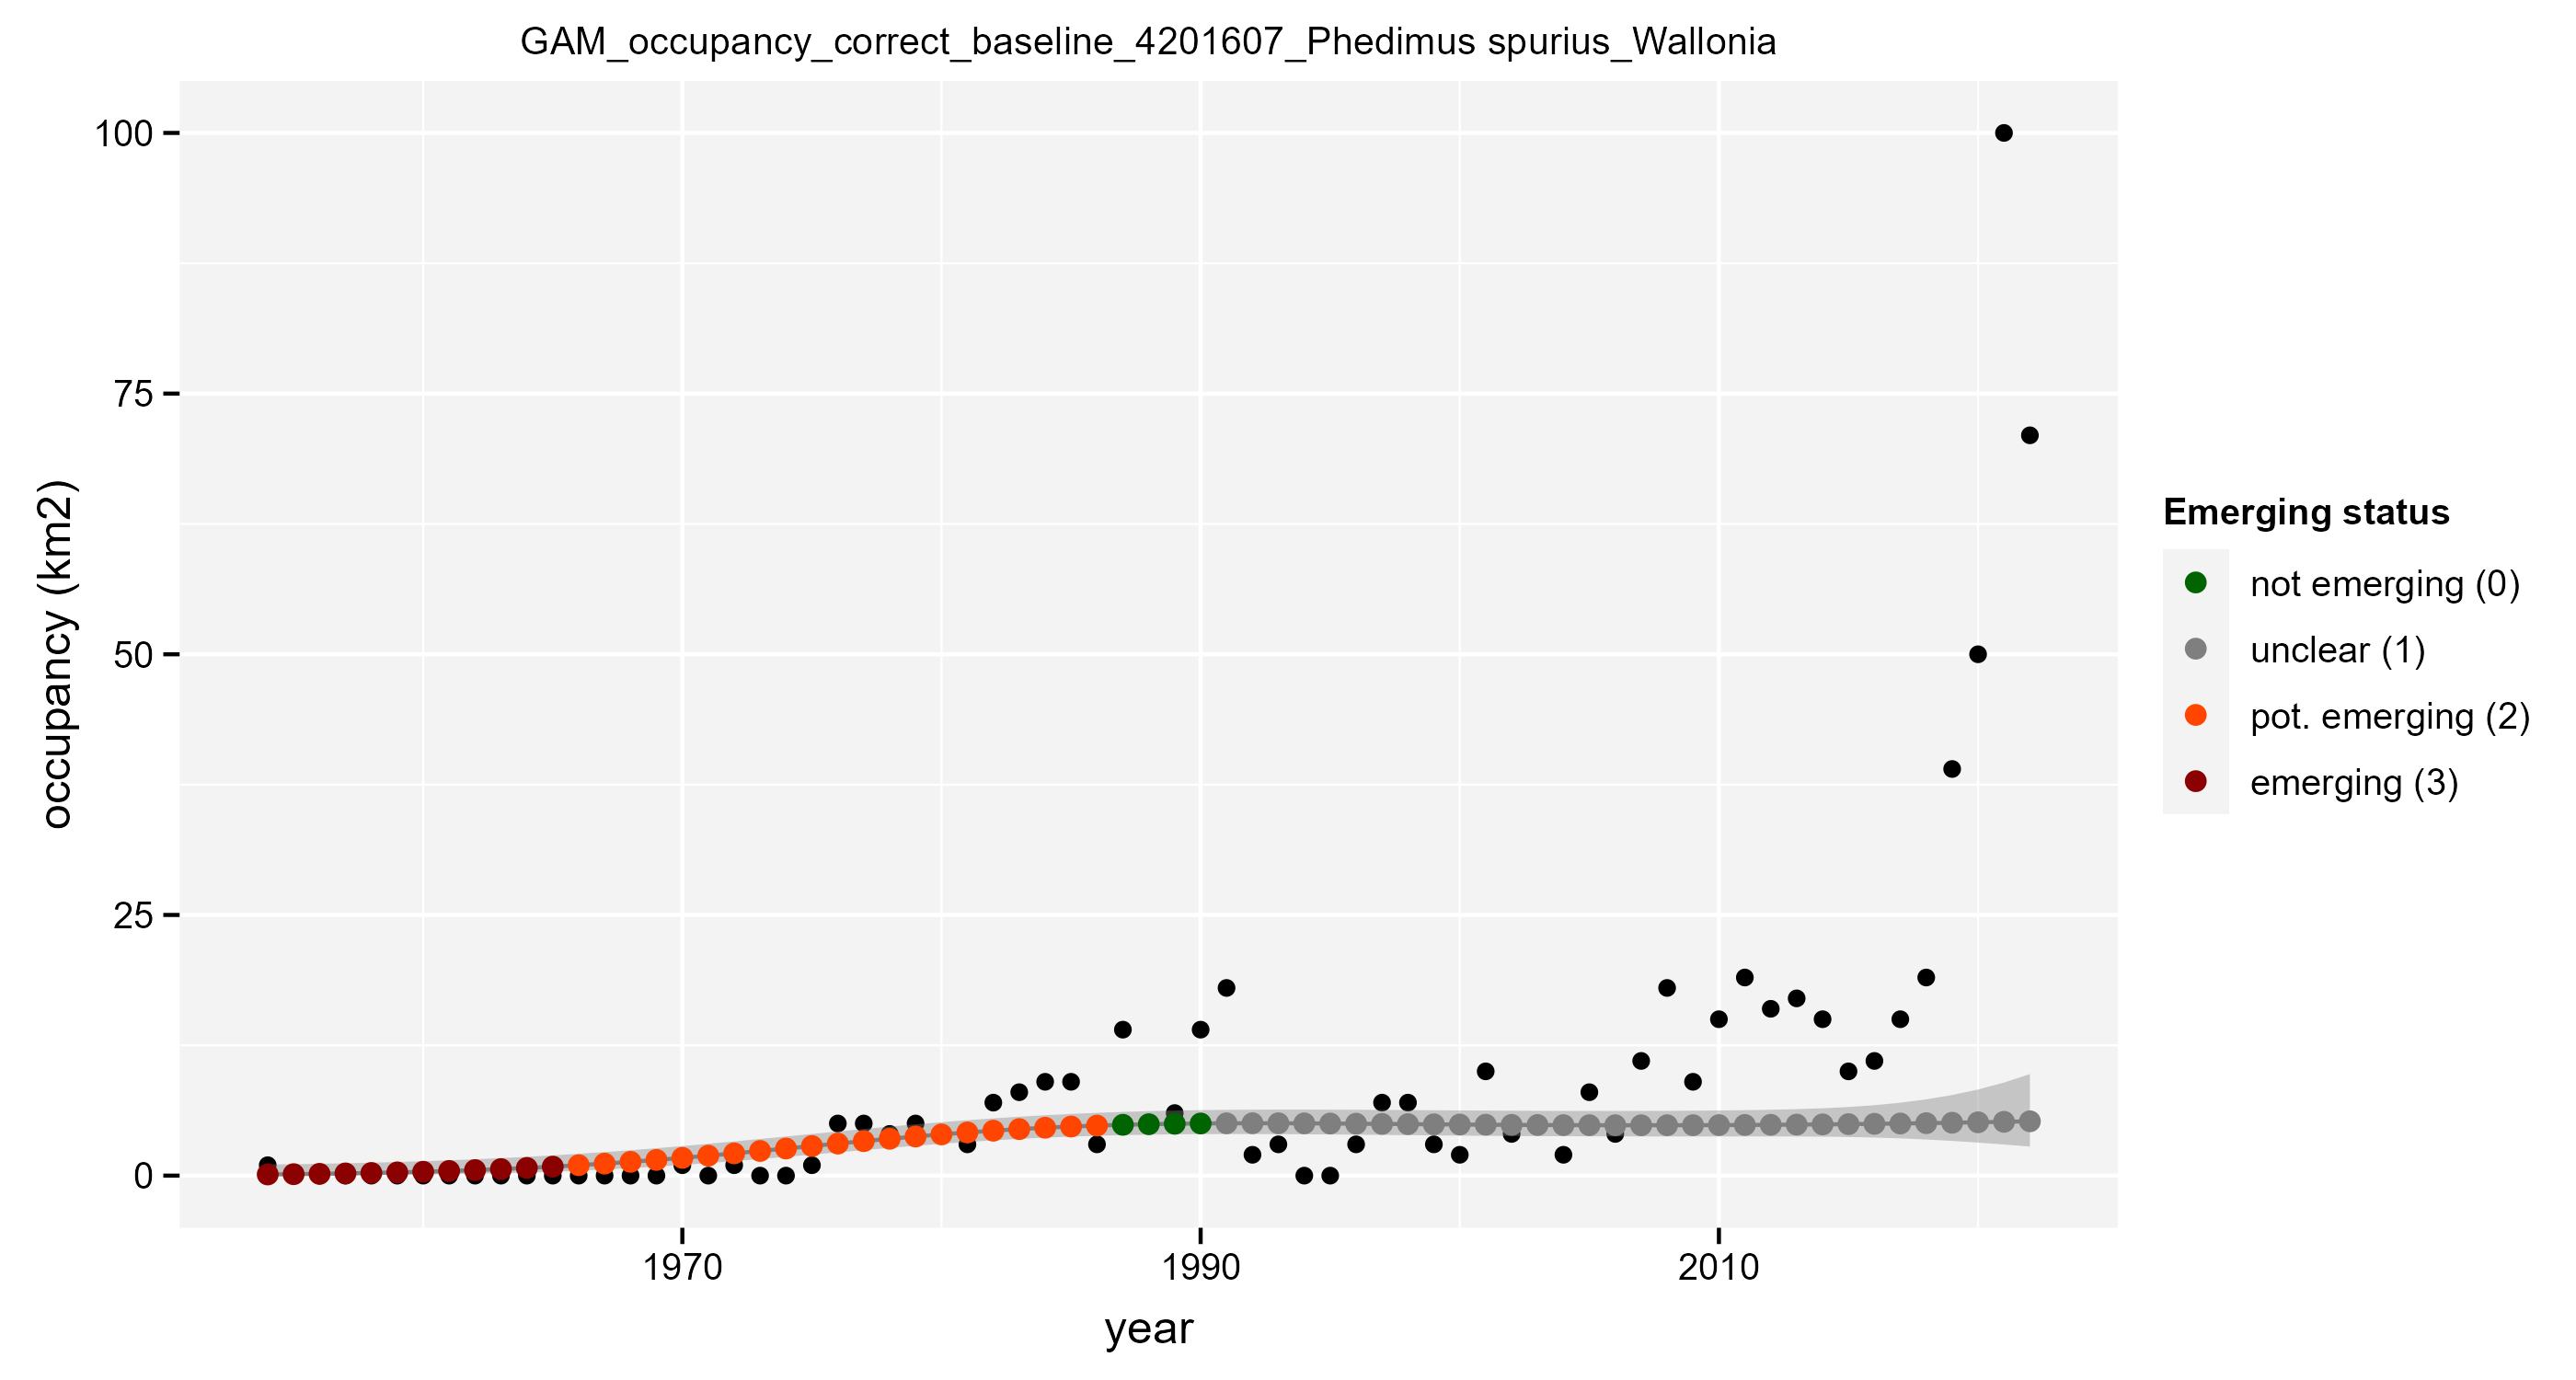 GAM_occupancy_correct_baseline_4201607_Phedimus spurius_Wallonia
100
75
50
25
0
occupancy (km2)
1970
1990
2010
year
Emerging status
not emerging (0)
unclear (1)
pot. emerging (2)
emerging (3)